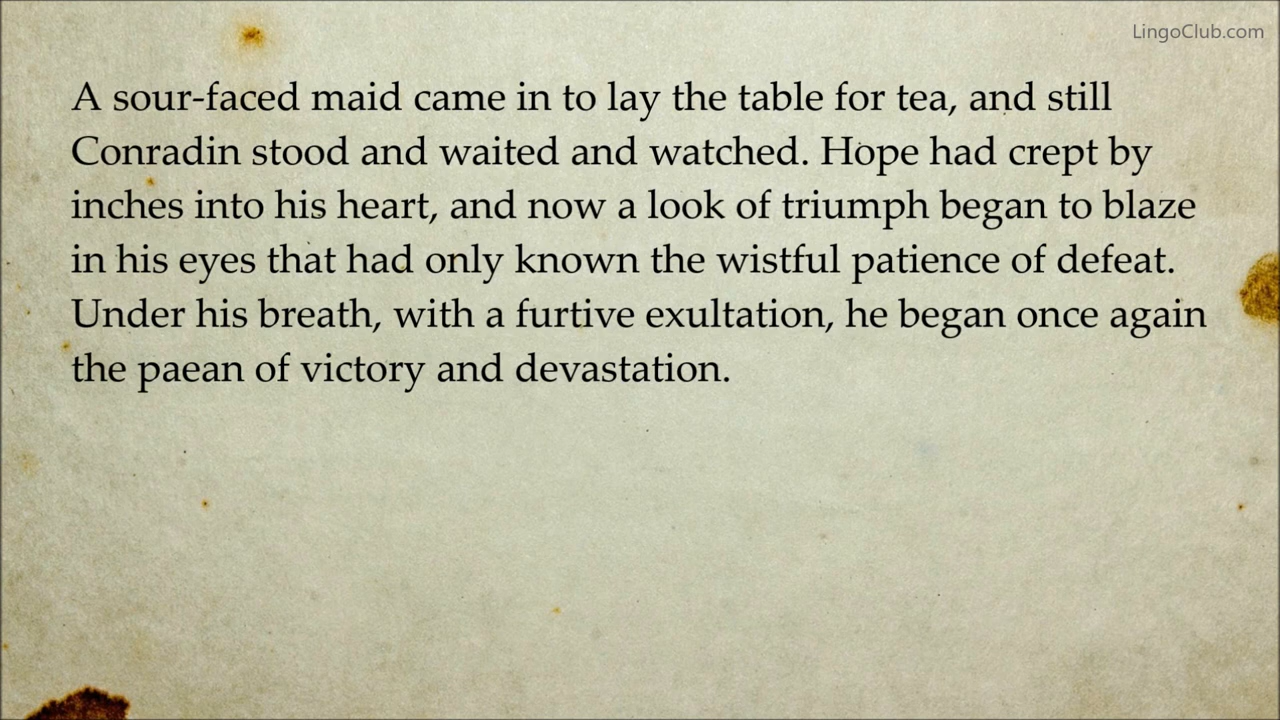 LingoClub.com
A sour-faced maid came in to lay the table for tea, and still
Conradin stood and waited and watched. Hope had crept by
inches into his heart, and now a look of triumph began to blaze
in his eyes that had only known the wistful patience of defeat.
Under his breath, with a furtive exultation, he began once again
the paean of victory and devastation.